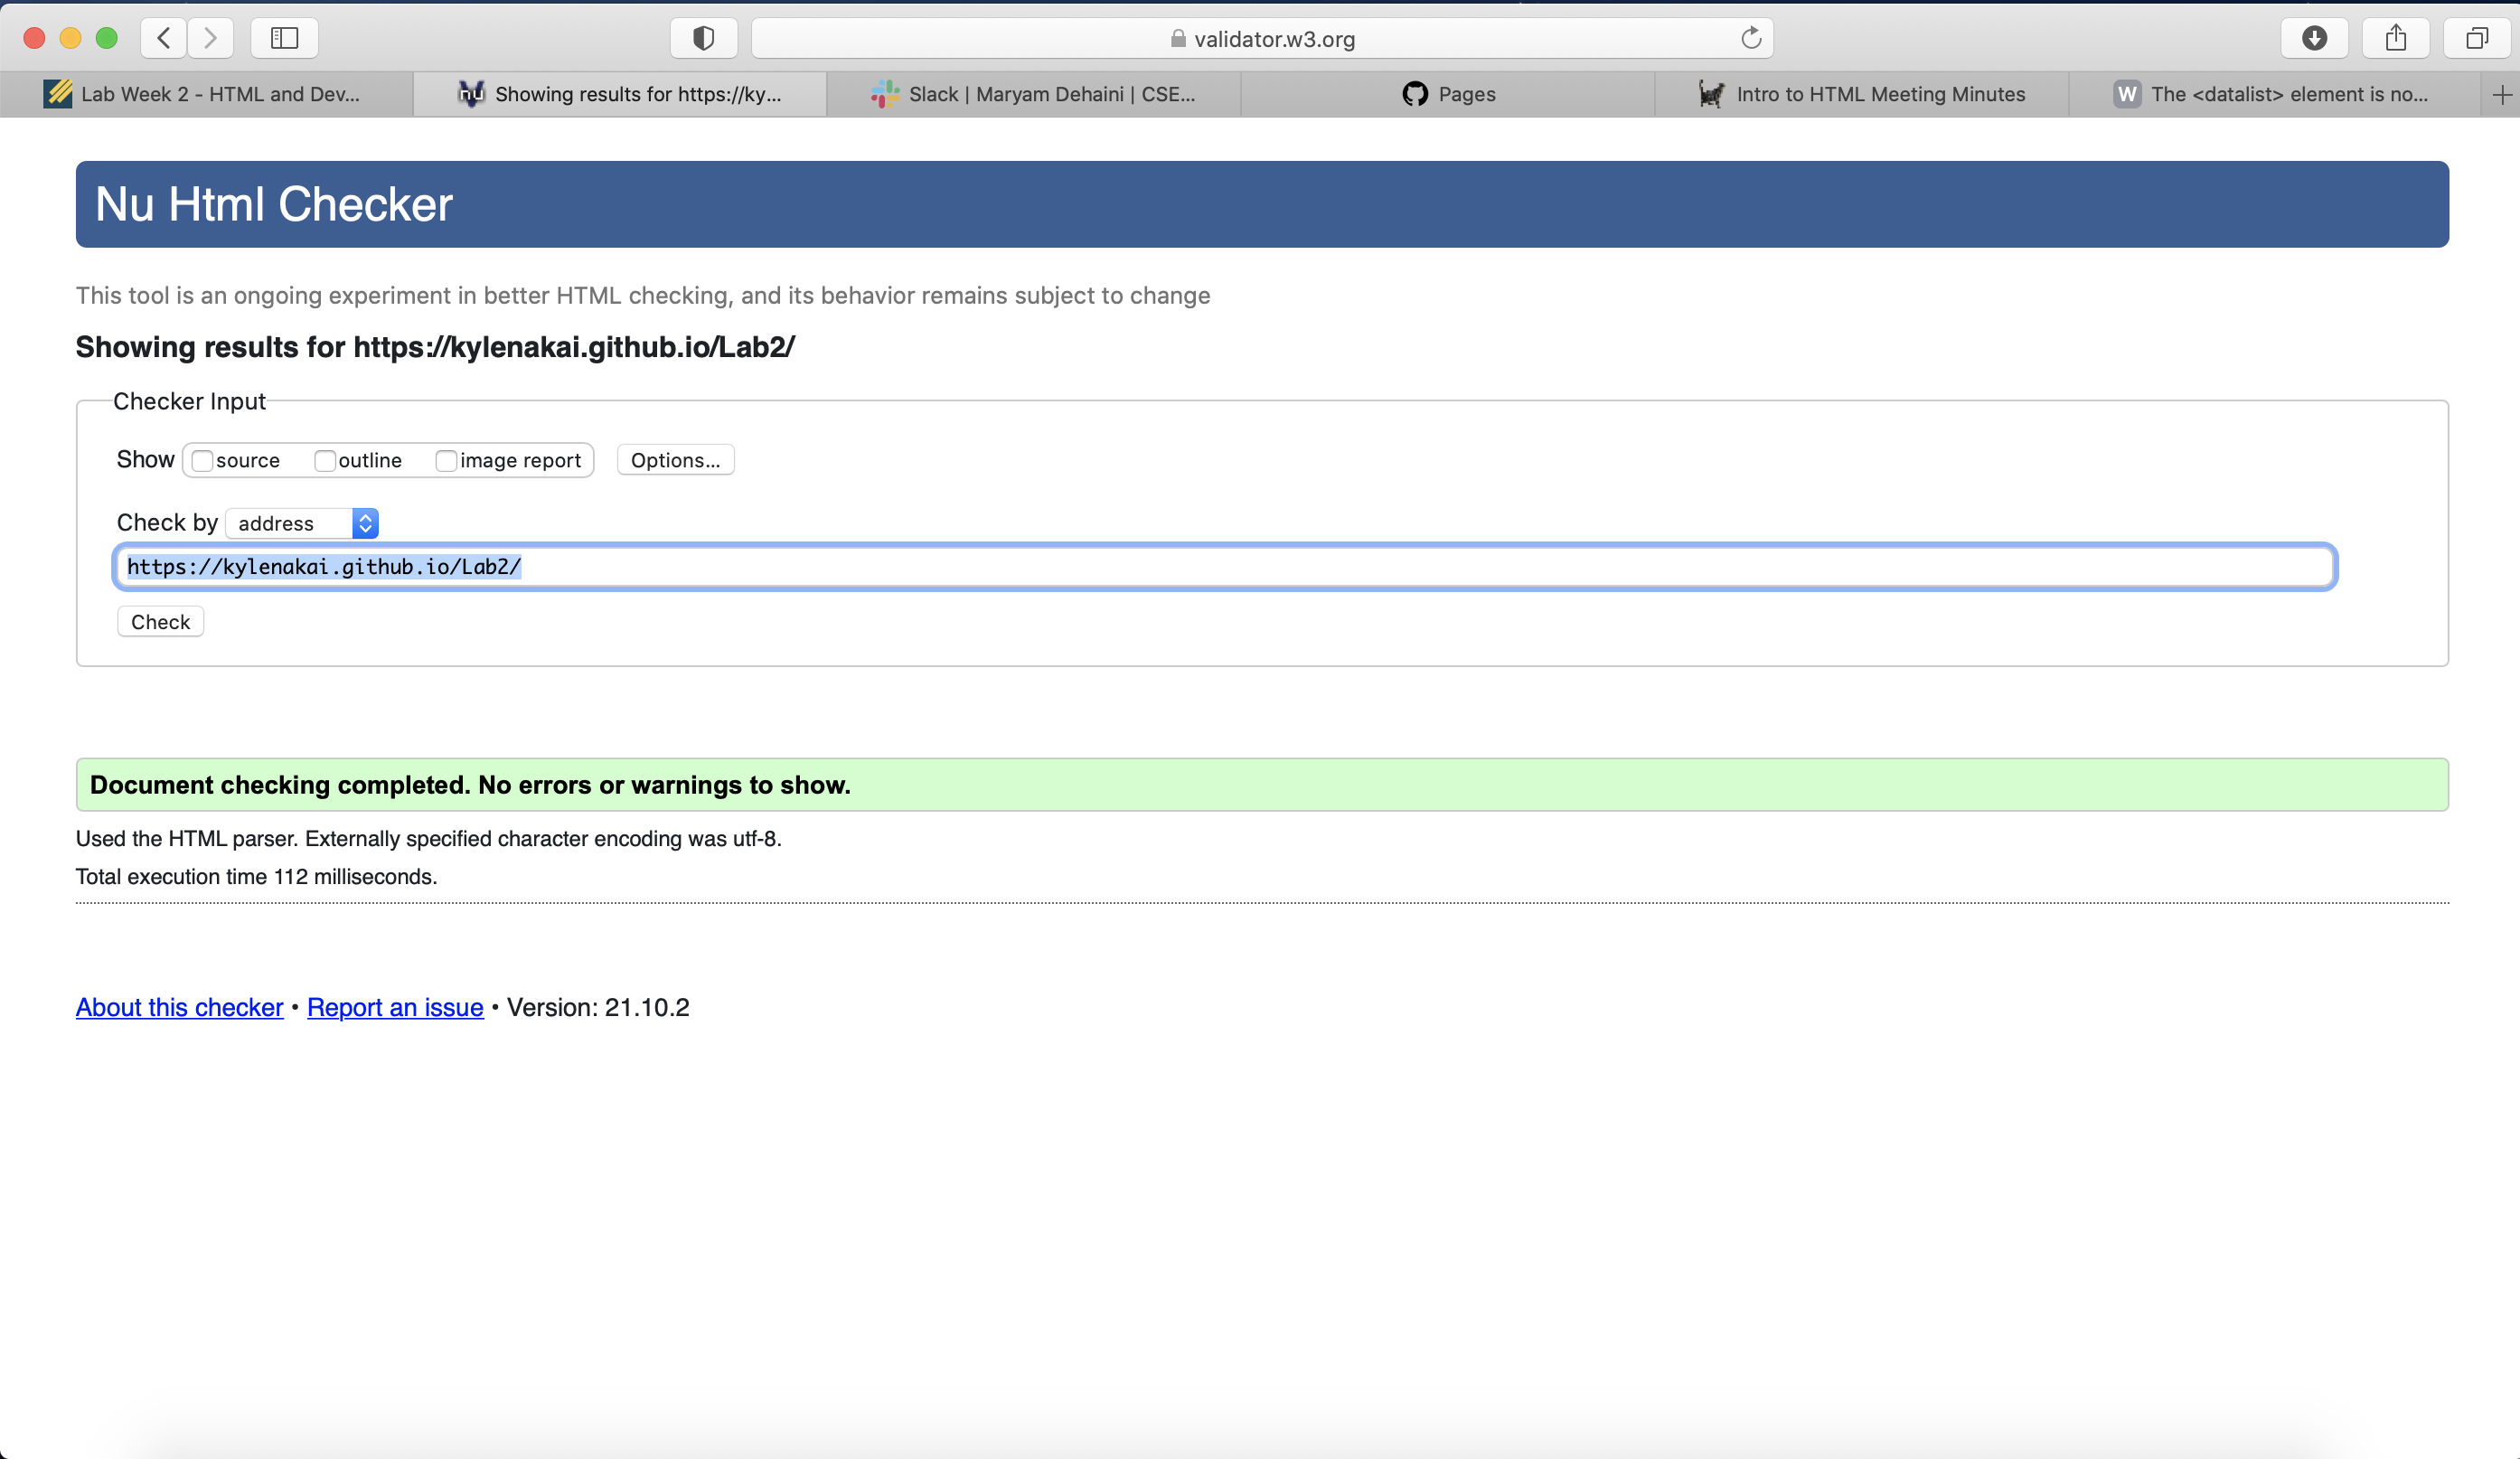 validator.w3.org
Lab Week 2 - HTML and Dev...
nu Showing results for https://ky...
Slack | Maryam Dehaini | CSE...
Pages
Intro to HTML Meeting Minutes
W The <datalist> element is no...
Nu Html Checker
This tool is an ongoing experiment in better HTML checking, and its behavior remains subject to change
Showing results for https://kylenakai.github.io/Lab2/
Checker Input
Show source outline image report Options...
Check by address
https://kylenakai.github.io/Lab2/
Check
Document checking completed. No errors or warnings to show.
Used the HTML parser. Externally specified character encoding was utf-8.
Total execution time 112 milliseconds.
About this checker • Report an issue • Version: 21.10.2